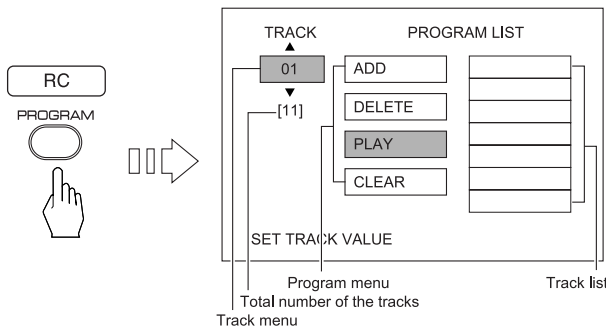 RC
PROGRAM
TRACK
PROGRAM LIST
01
ADD
[11]
DELETE
PLAY
CLEAR
SET TRACK VALUE
Program menu
Track list
Total number of the tracks
Track menu